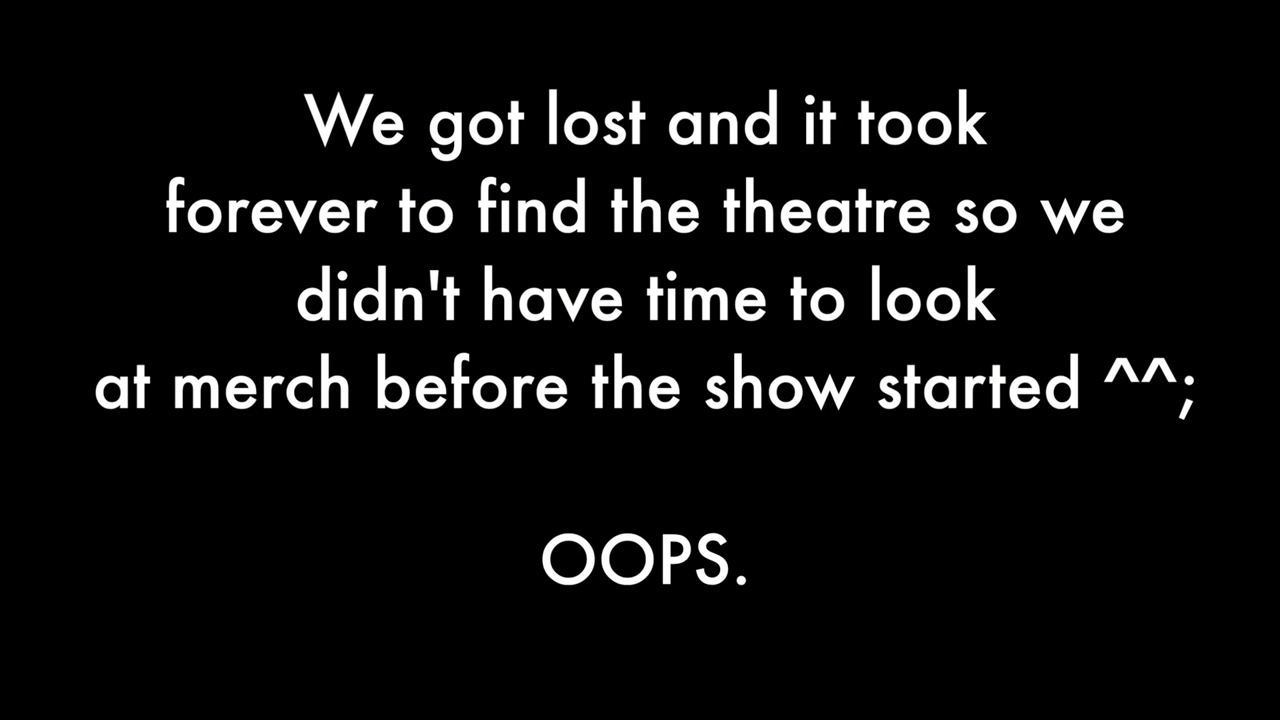 We got lost and it took
forever to find the theatre so we
didn't have time to look
at merch before the show started ^^;
OOPS.